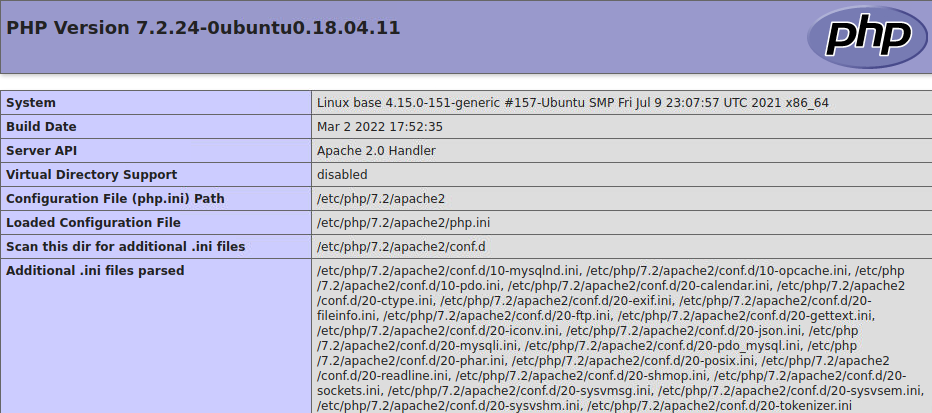 PHP Version 7.2.24-0ubuntu0.18.04.11
php
System Linux base 4.15.0-151-generic #157-Ubuntu SMP Fri Jul 9 23:07:57 UTC 2021 x86_64
Build Date Mar 2 2022 17:52:35
Server API Apache 2.0 Handler
Virtual Directory Support disabled
Configuration File (php.ini) Path /etc/php/7.2/apache2
Loaded Configuration File /etc/php/7.2/apache2/php.ini
Scan this dir for additional .ini files /etc/php/7.2/apache2/conf.d
Additional .ini files parsed /etc/php/7.2/apache2/conf.d/10-mysqlnd.ini, /etc/php/7.2/apache2/conf.d/10-opcache.ini, /etc/php
/7.2/apache2/conf.d/10-pdo.ini, /etc/php/7.2/apache2/conf.d/20-calendar.ini, /etc/php/7.2/apache2
/conf.d/20-ctype.ini, /etc/php/7.2/apache2/conf.d/20-exif.ini, /etc/php/7.2/apache2/conf.d/20-
fileinfo.ini, /etc/php/7.2/apache2/conf.d/20-ftp.ini, /etc/php/7.2/apache2/conf.d/20-gettext.ini,
/etc/php/7.2/apache2/conf.d/20-iconv.ini, /etc/php/7.2/apache2/conf.d/20-json.ini, /etc/php
/7.2/apache2/conf.d/20-mysqli.ini, /etc/php/7.2/apache2/conf.d/20-pdo_mysql.ini, /etc/php
/7.2/apache2/conf.d/20-phar.ini, /etc/php/7.2/apache2/conf.d/20-posix.ini, /etc/php/7.2/apache2
/conf.d/20-readline.ini, /etc/php/7.2/apache2/conf.d/20-shmop.ini, /etc/php/7.2/apache2/conf.d/20-
sockets.ini, /etc/php/7.2/apache2/conf.d/20-sysvmsg.ini, /etc/php/7.2/apache2/conf.d/20-sysvsem.ini,
/etc/php/7.2/apache2/conf.d/20-sysvshm.ini, /etc/php/7.2/apache2/conf.d/20-tokenizer.ini